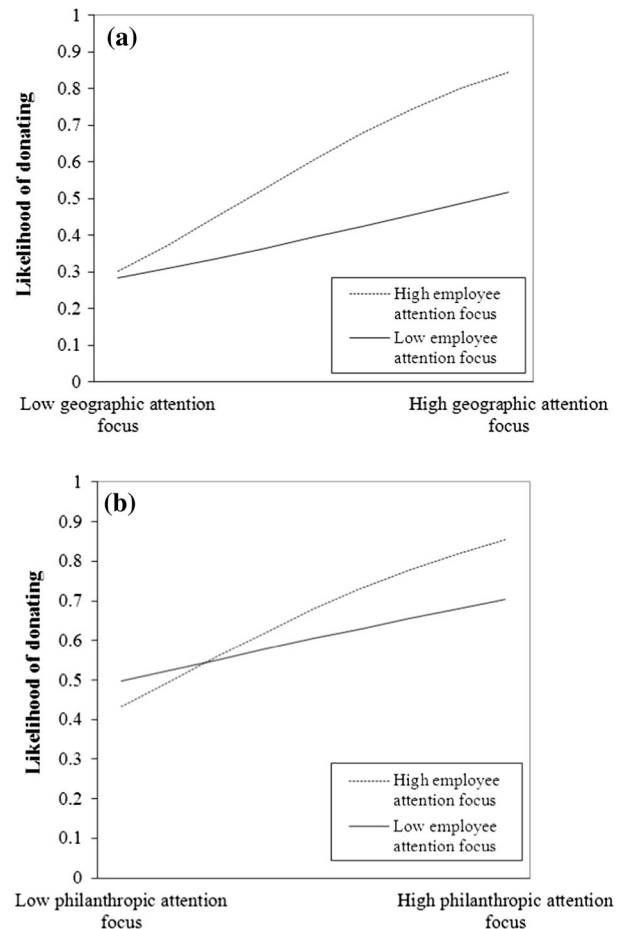 (a)
Likelihood of donating
1
0.9
0.8
0.7
0.6
0.5
0.4
0.3
0.2
0.1
0
High employee
attention focus
Low employee
attention focus
Low geographic attention
focus
High geographic attention
focus
(b)
Likelihood of donating
1
0.9
0.8
0.7
0.6
0.5
0.4
0.3
0.2
0.1
0
High employee
attention focus
Low employee
attention focus
Low philanthropic attention
focus
High philanthropic attention
focus